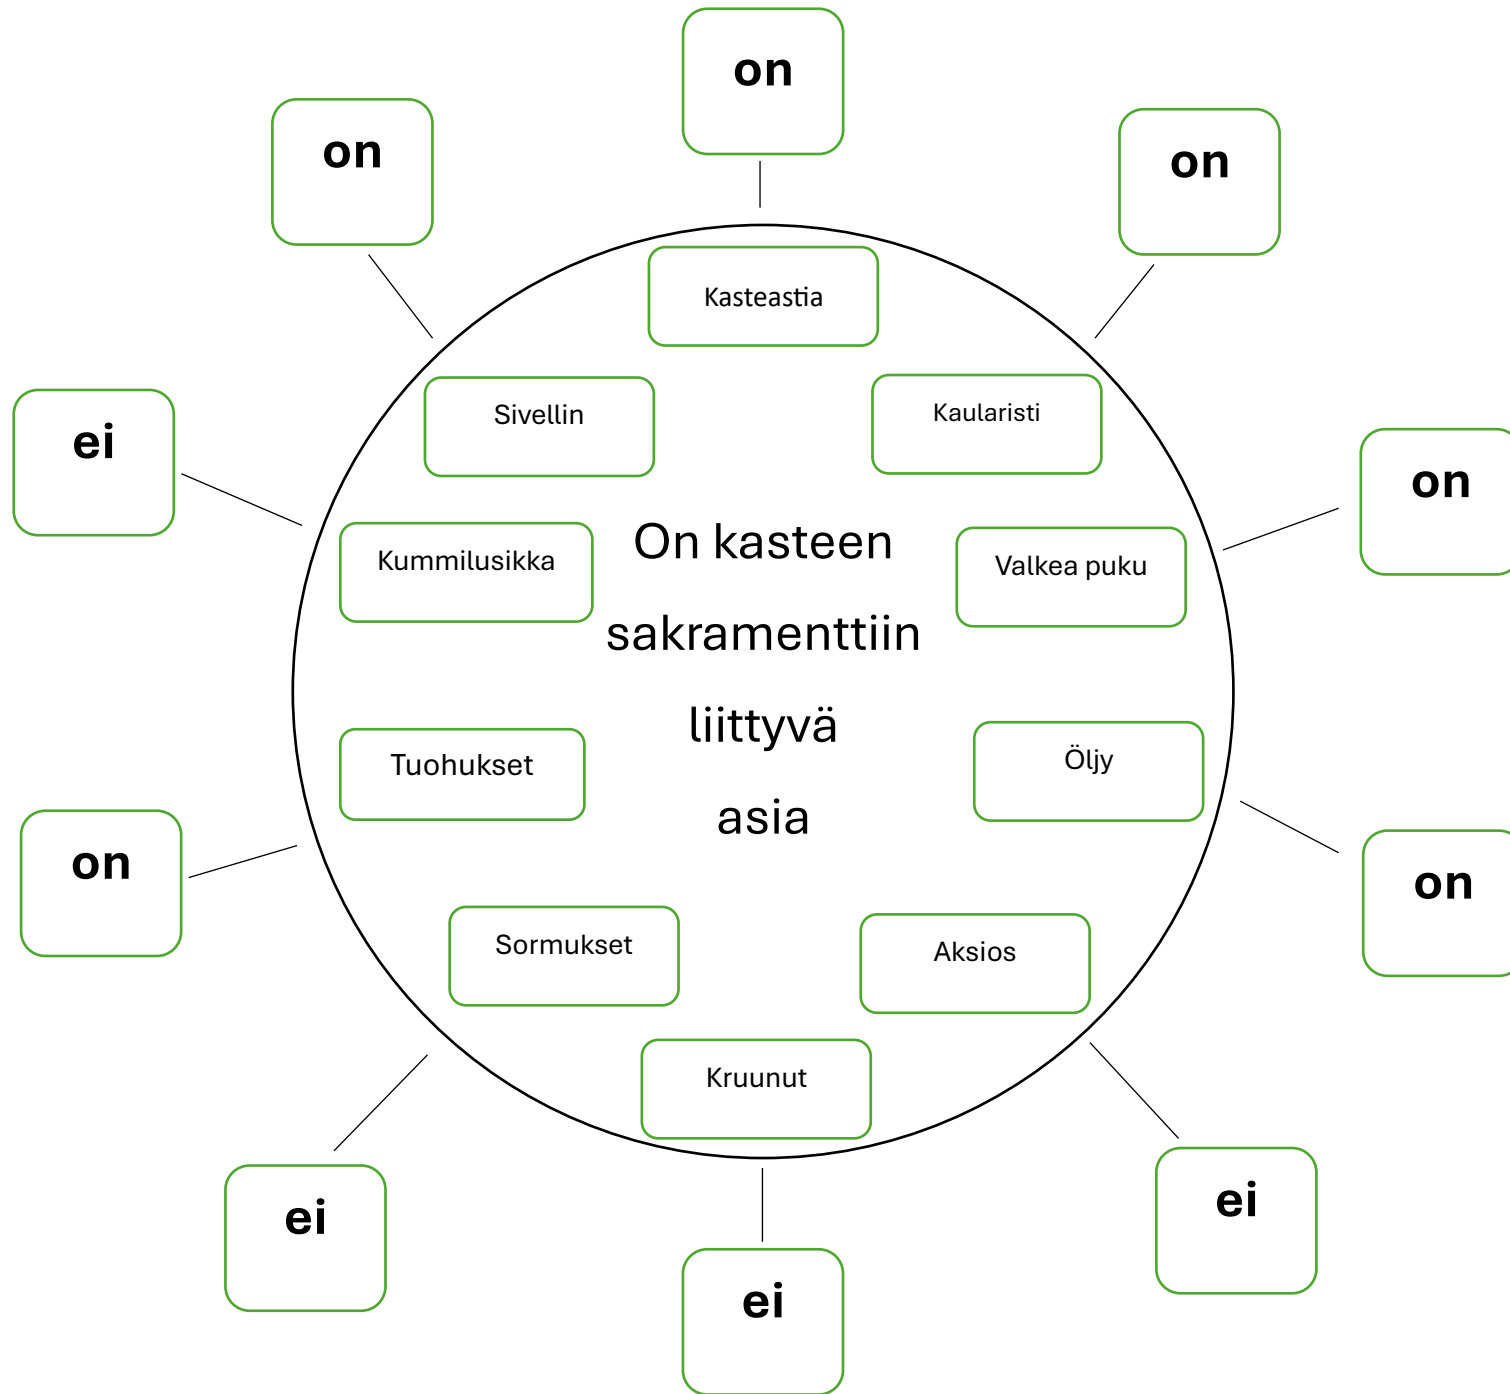 on
on
on
Kasteastia
Sivellin
Kaularisti
ei
on
Kummilusikka
On kasteen
sakramenttiin
liittyvä
asia
Valkea puku
Tuohukset
Öljy
on
on
Sormukset
Aksios
Kruunut
ei
ei
ei